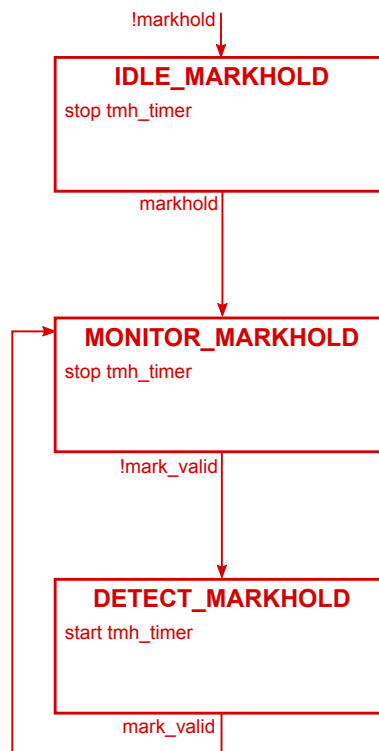 !markhold
IDLE_MARKHOLD
stop tmh_timer
markhold
MONITOR_MARKHOLD
stop tmh_timer
!mark_valid
DETECT_MARKHOLD
start tmh_timer
mark_valid